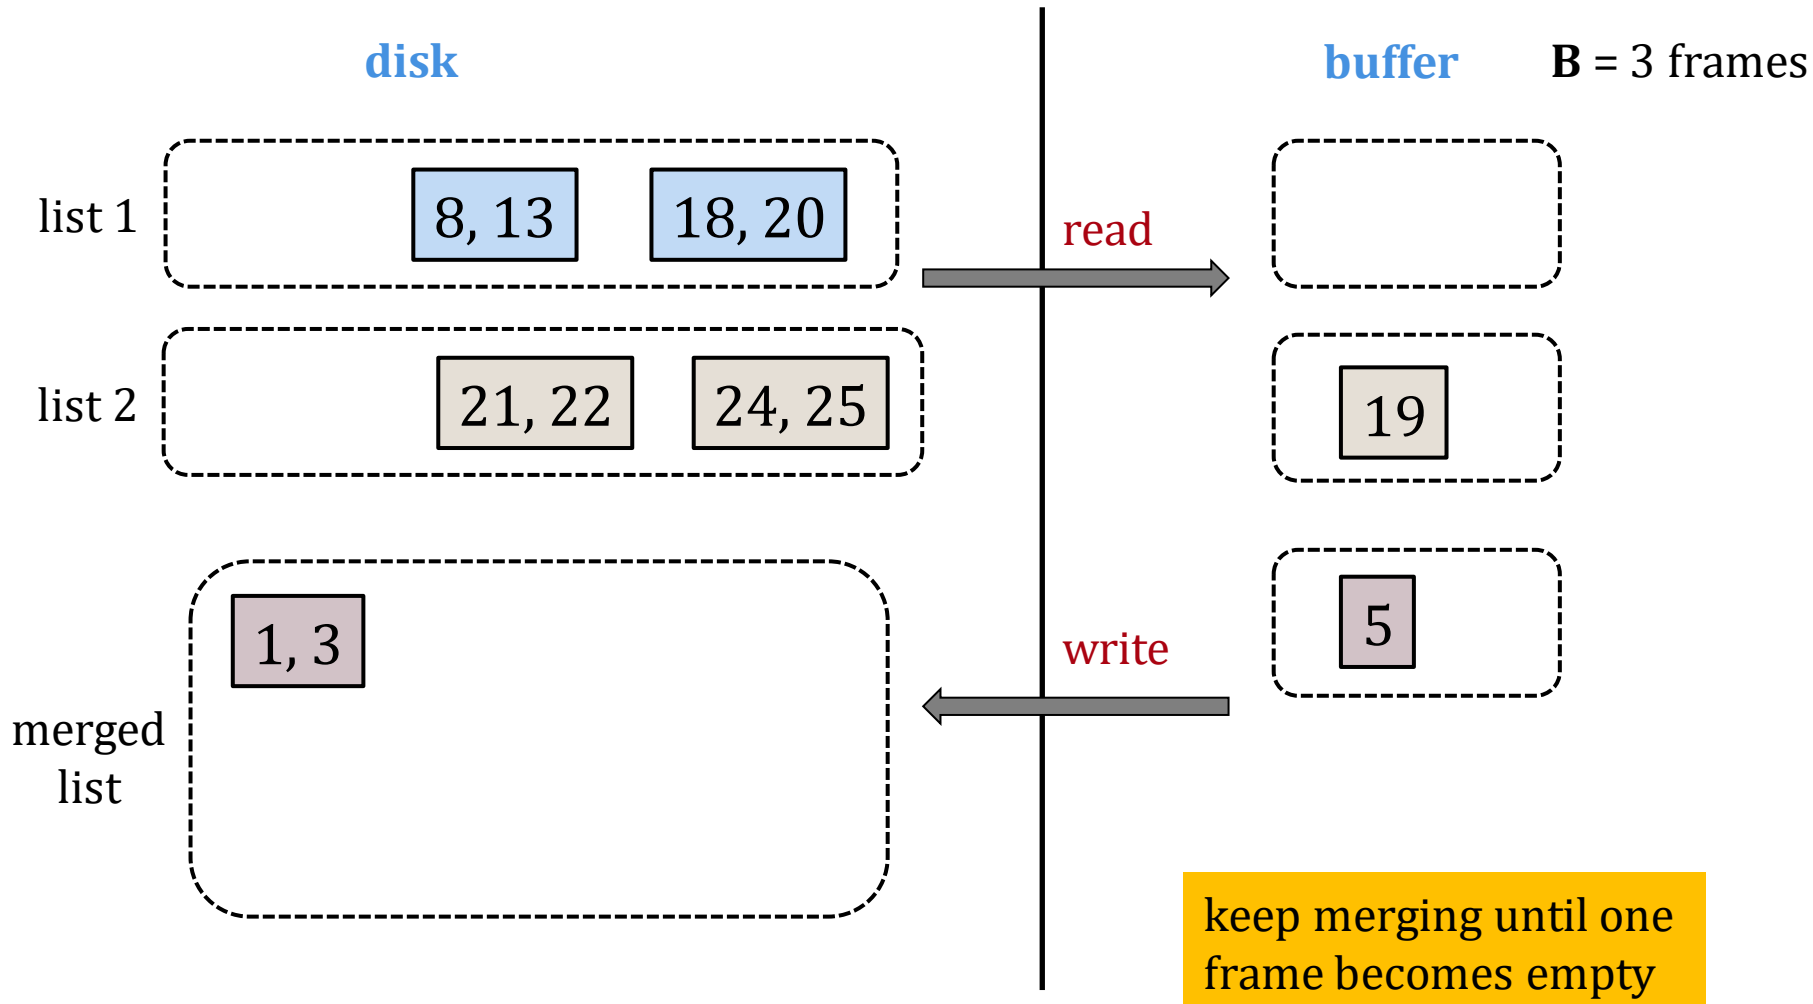 disk
buffer
B = 3 frames
list 1
8, 13
18, 20
read
list 2
21, 22
24, 25
19
1, 3
5
write
merged
list
keep merging until one
frame becomes empty